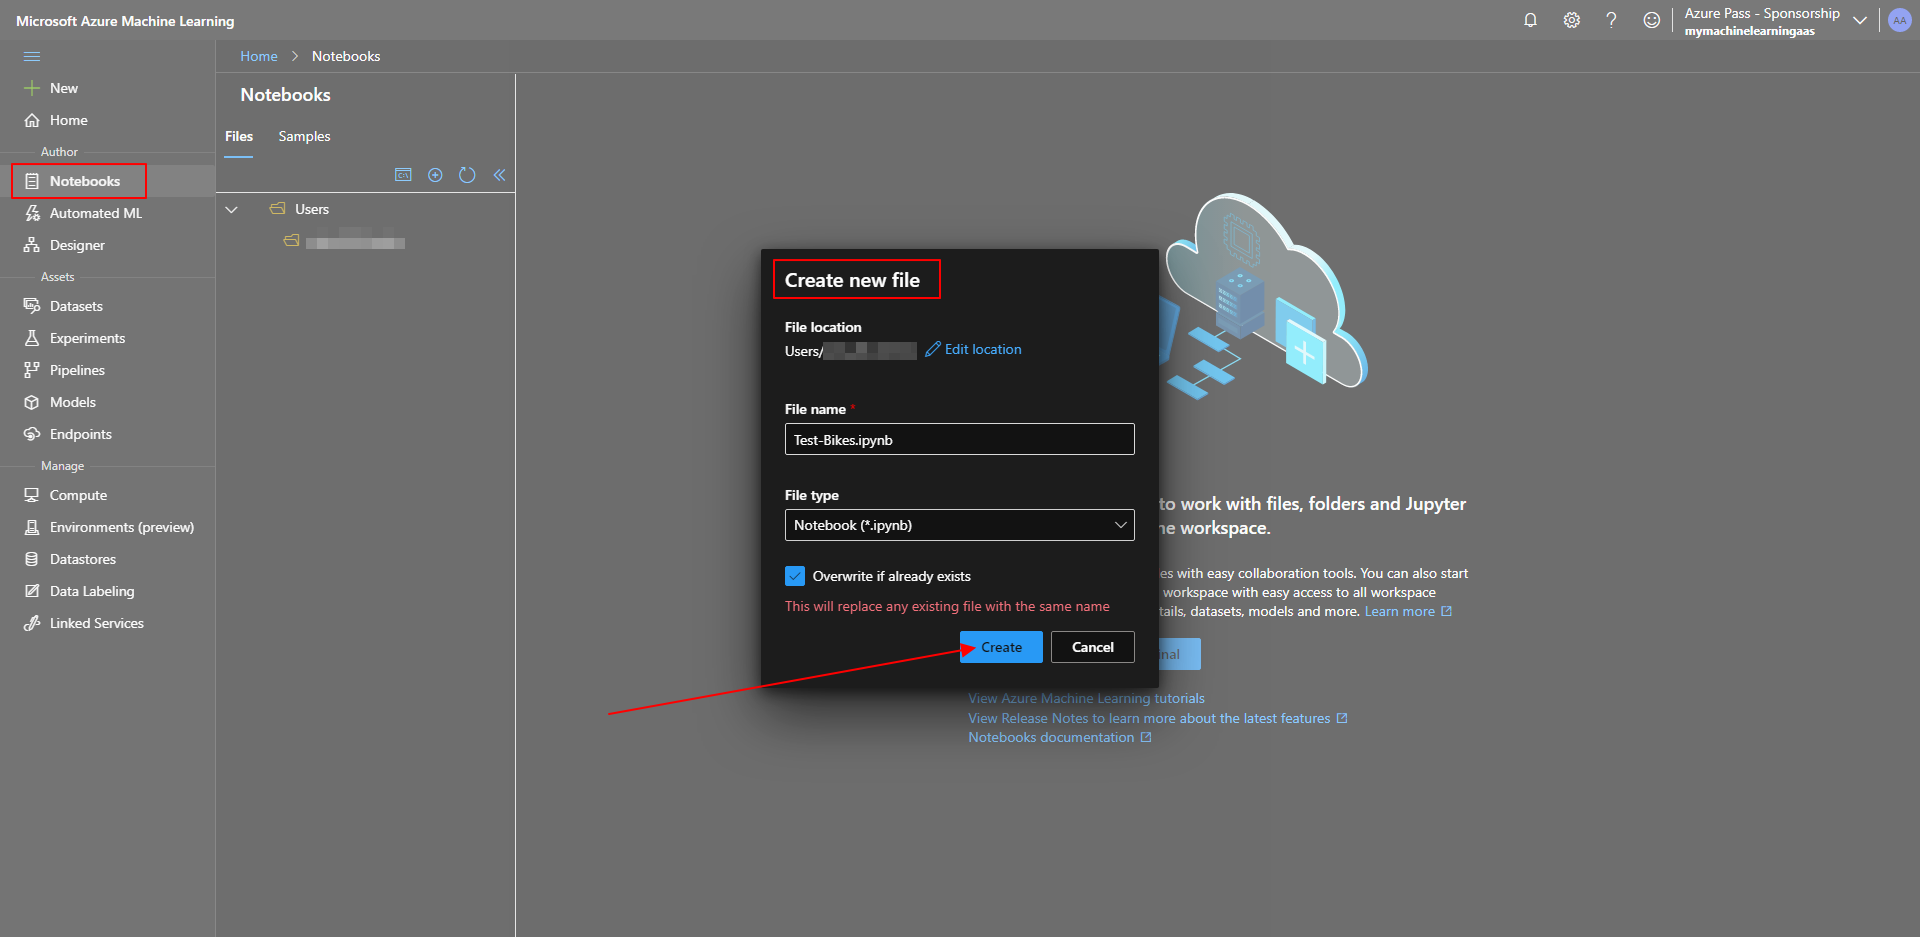 Microsoft Azure Machine Learning
Azure Pass - Sponsorship
mymachinelearningaas
AA
New
Home
Author
Notebooks
Automated ML
Designer
Assets
Datasets
Experiments
Pipelines
Models
Endpoints
Manage
Compute
Environments (preview)
Datastores
Data Labeling
Linked Services
Home
Notebooks
Notebooks
Files
Samples
Users
Create new file
File location
Users/
Edit location
File name *
Test-Bikes.ipynb
File type
Notebook (*.ipynb)
Overwrite if already exists
This will replace any existing file with the same name
Create
Cancel
to work with files, folders and Jupyter
workspace.
with easy collaboration tools. You can also start
workspace with easy access to all workspace
datasets, models and more. Learn more
View Azure Machine Learning tutorials
View Release Notes to learn more about the latest features
Notebooks documentation